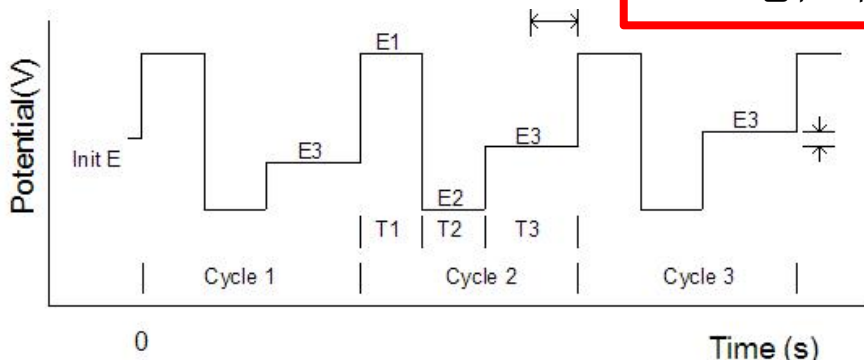 E1
E3
E3
E3
Init E
E2
T1 T2 T3
Cycle 1 Cycle 2 Cycle 3
Potential(V)
0
Time (s)